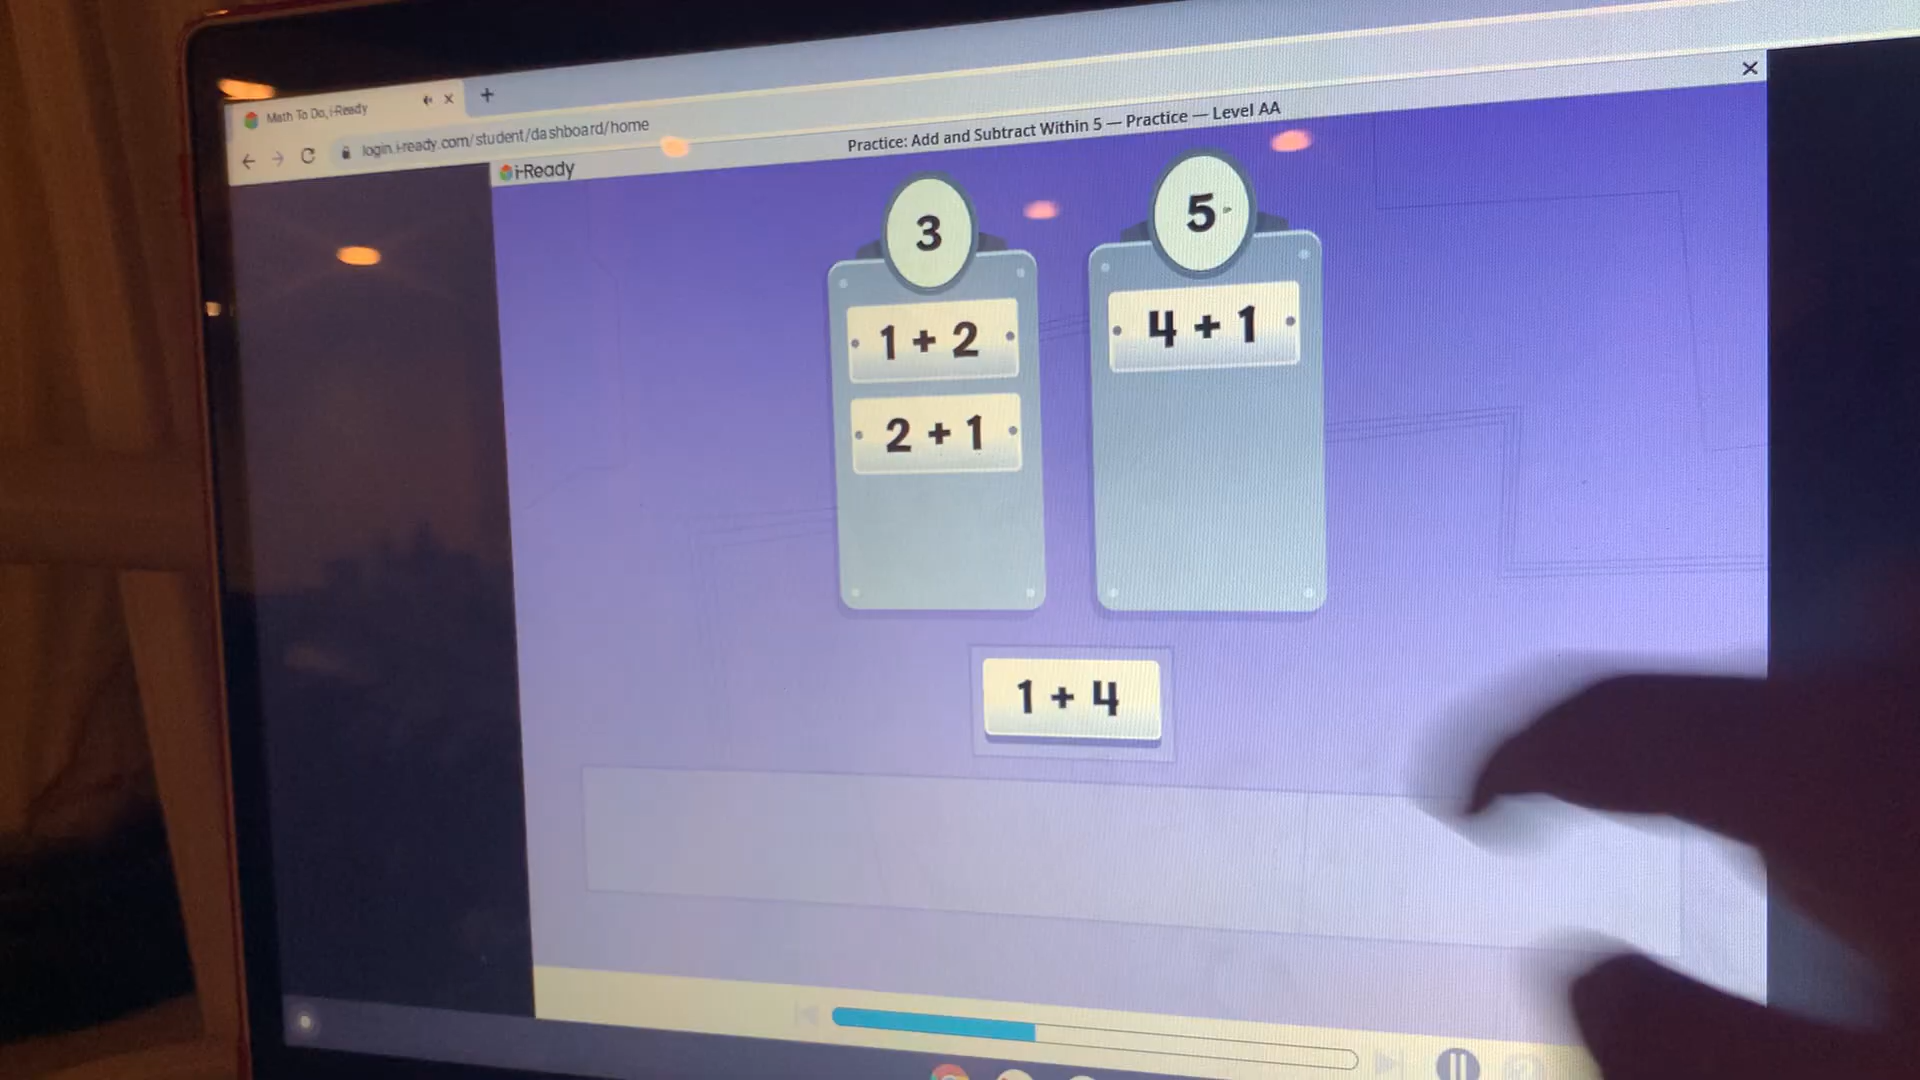 Math To Do, i-Ready
login.i-ready.com/student/dashboard/home
Practice: Add and Subtract Within 5 — Practice — Level AA
i-Ready
3
5
1 + 2
4 + 1
2 + 1
1 + 4